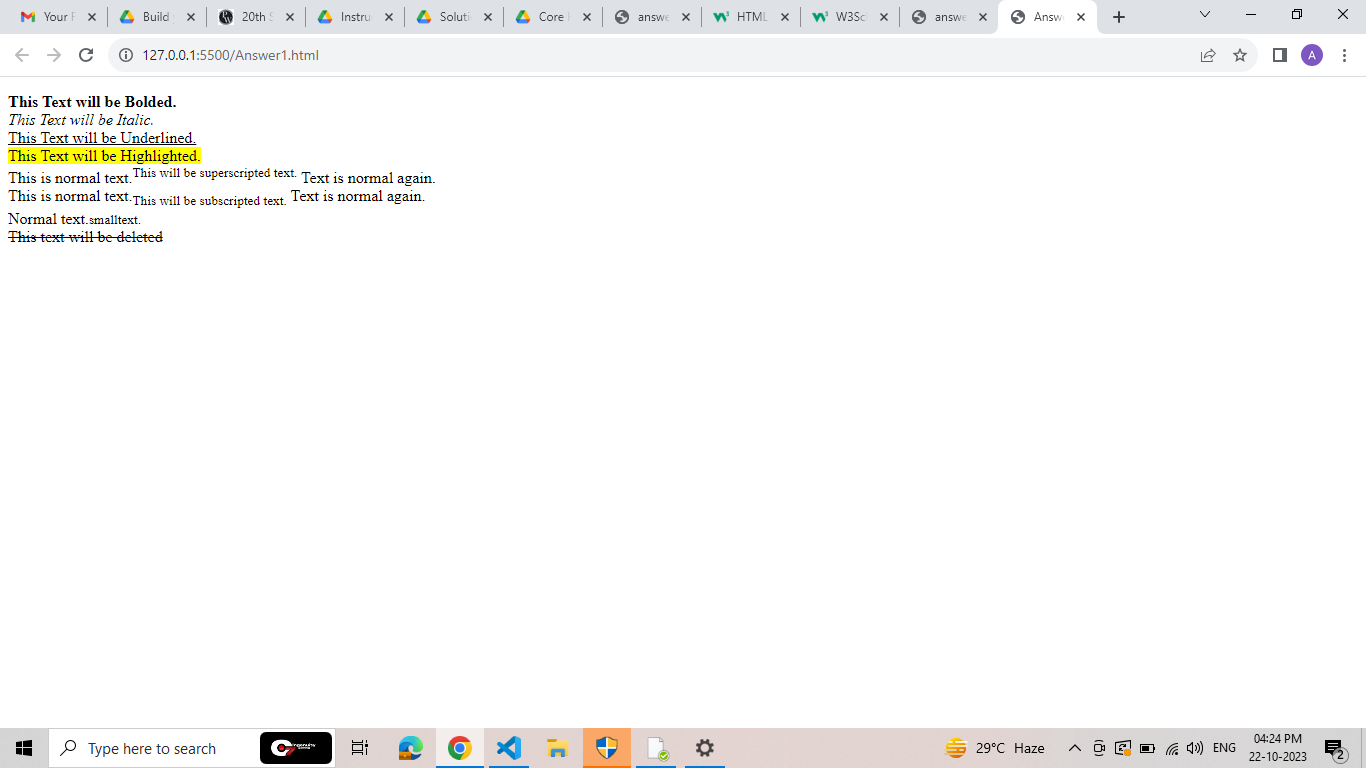 Your F
Build
20th S
Instru
Soluti
Core
answe
HTML
W3Sc
answe
Answ
127.0.0.1:5500/Answer1.html
A
This Text will be Bolded.
This Text will be Italic.
This Text will be Underlined.
This Text will be Highlighted.
This is normal text.This will be superscripted text. Text is normal again.
This is normal text.This will be subscripted text. Text is normal again.
Normal text.smalltext.
This text will be deleted
Type here to search
29°C Haze
ENG
04:24 PM
22-10-2023
2